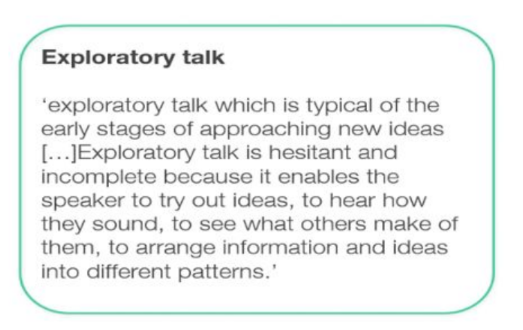 Exploratory talk
‘exploratory talk which is typical of the
early stages of approaching new ideas
[…]Exploratory talk is hesitant and
incomplete because it enables the
speaker to try out ideas, to hear how
they sound, to see what others make of
them, to arrange information and ideas
into different patterns.’